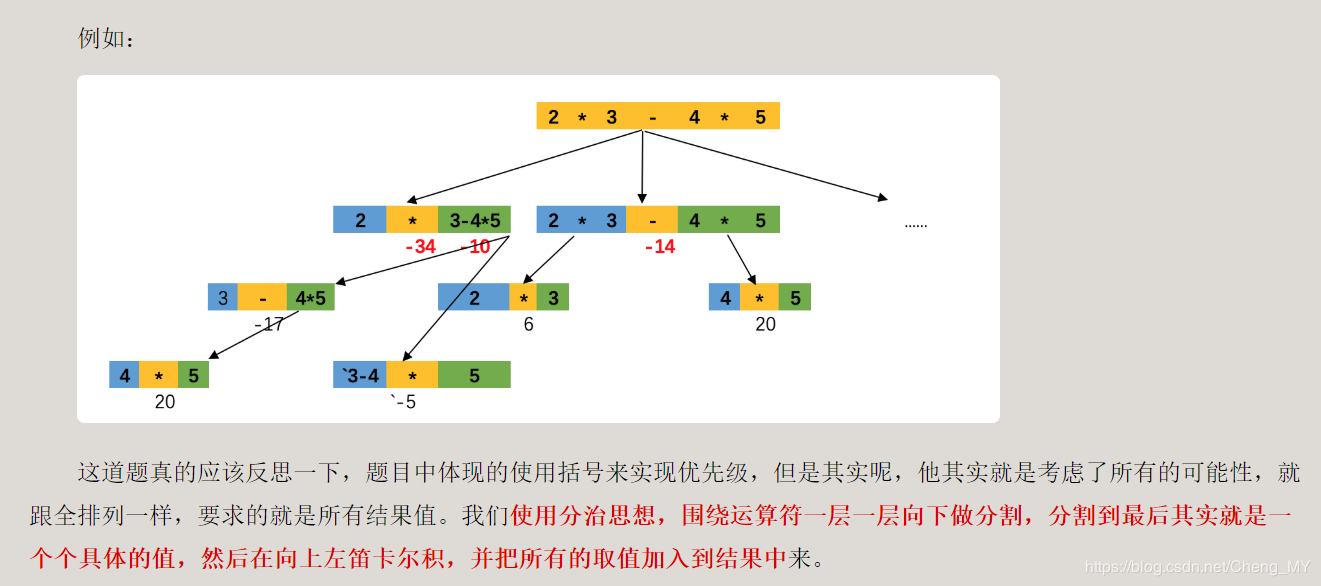 例如：
2 * 3 - 4 * 5
2 * 3-4*5 2 * 3 - 4 * 5 ......
-34 -10 -14
3 - 4*5 2 * 3 4 * 5
-17 6 20
4 * 5 `3-4 * 5
20 `-5
这道题真的应该反思一下，题目中体现的使用括号来实现优先级，但是其实呢，他其实就是考虑了所有的可能性，就
跟全排列一样，要求的就是所有结果值。我们使用分治思想，围绕运算符一层一层向下做分割，分割到最后其实就是一
个个具体的值，然后在向上左笛卡尔积，并把所有的取值加入到结果中来。
https://blog.csdn.net/Cheng_MY